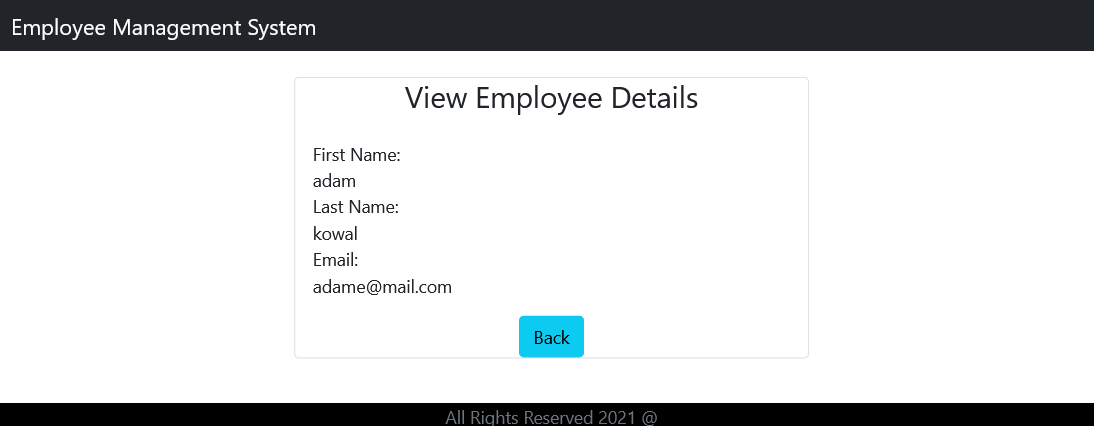 Employee Management System
View Employee Details
First Name:
adam
Last Name:
kowal
Email:
adame@mail.com
Back
All Rights Reserved 2021 @